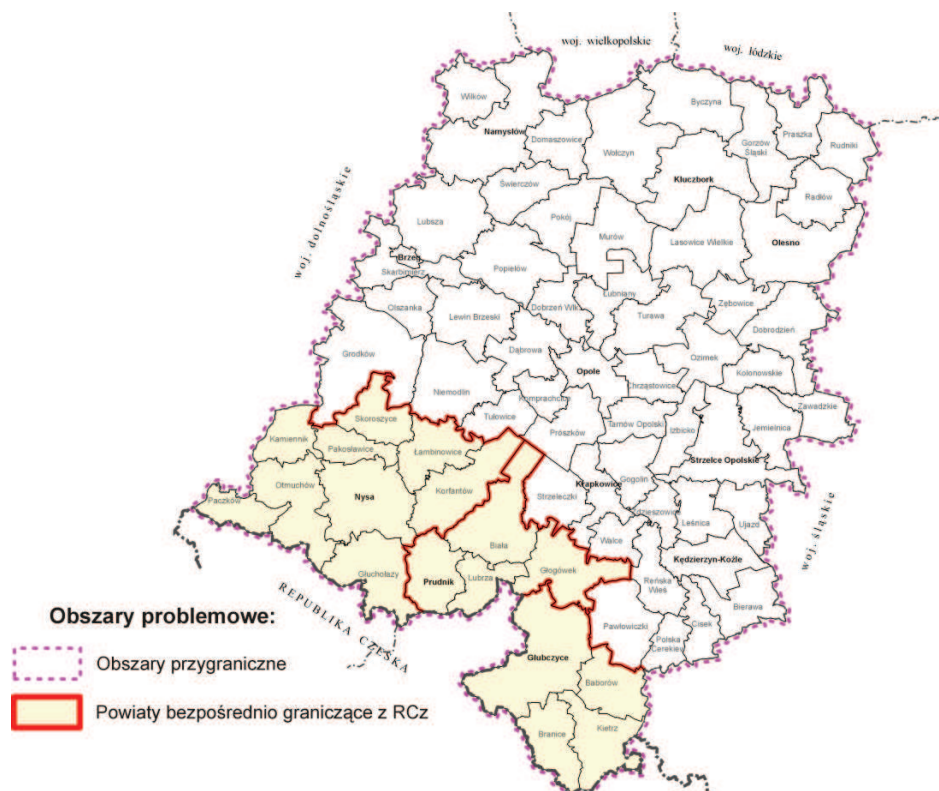 woj. wielkopolskie
woj. łódzkie
Wilków
Byczyna
Namysłów
Domaszowice
Wołczyn
Gorzów
Śląski
Praszka
Rudniki
Kluczbork
Świerczów
Radłów
Lubsza
Pokój
Murów
Lasowice Wielkie
Olesno
woj. dolnośląskie
Brzeg
Skarbimierz
Popielów
Olszanka
Lewin Brzeski
Dobrzeń Wlk.
Łubniany
Turawa
Zębowice
Dobrodzień
Grodków
Dąbrowa
Opole
Ozimek
Kolonowskie
Niemodlin
Komprachcice
Chrząstowice
Zawadzkie
Skoroszyce
Tułowice
Prószków
Tarnów Opolski
Izbicko
Jemielnica
Kamiennik
Pakosławice
Łambinowice
Strzelce Opolskie
Otmuchów
Nysa
Korfantów
Krapkowice
Gogolin
Paczków
Strzeleczki
Zdzieszowice
Leśnica
Ujazd
woj. śląskie
Biała
Walce
Głuchołazy
Prudnik
Lubrza
Głogówek
Kędzierzyn-Koźle
Reńska
Wieś
Bierawa
REPUBLIKA CZESKA
Pawłowiczki
Polska
Cerekiew
Cisek
Głubczyce
Baborów
Branice
Kietrz
Obszary problemowe:
Obszary przygraniczne
Powiaty bezpośrednio graniczące z RCz